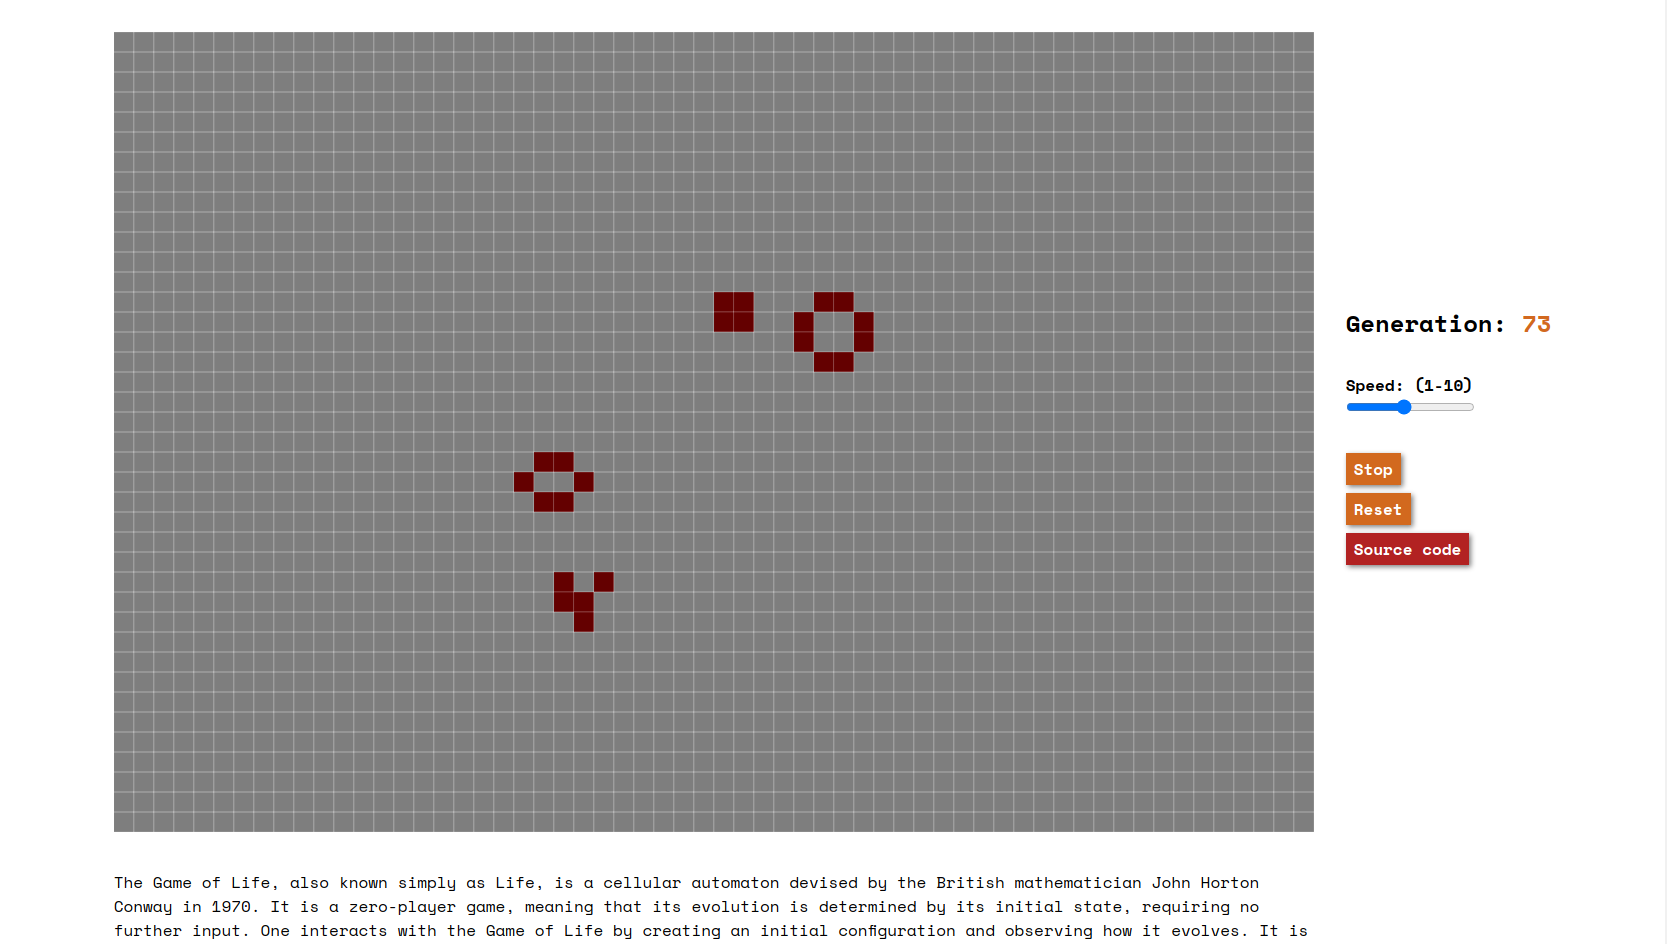 Generation: 73
Speed: (1-10)
Stop
Reset
Source code
The Game of Life, also known simply as Life, is a cellular automaton devised by the British mathematician John Horton
Conway in 1970. It is a zero-player game, meaning that its evolution is determined by its initial state, requiring no
further input. One interacts with the Game of Life by creating an initial configuration and observing how it evolves. It is